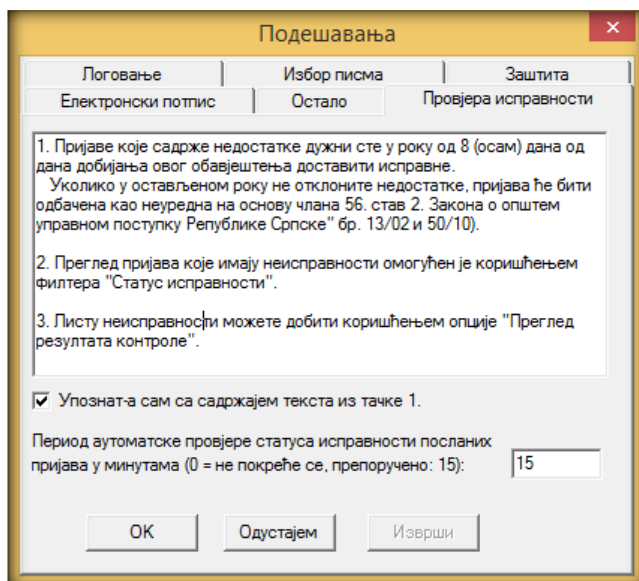 Подешавања
Логовање
Избор писма
Заштита
Електронски потпис
Остало
Провјера исправности
1. Пријаве које садрже недостатке дужни сте у року од 8 (осам) дана од
дана добијања овог обавјештења доставити исправне.
Уколико у остављеном року не отклоните недостатке, пријава ће бити
одбачена као неуредна на основу члана 56. став 2. Закона о општем
управном поступку Републике Српске" бр. 13/02 и 50/10).
2. Преглед пријава које имају неисправности омогућен је коришћењем
филтера "Статус исправности".
3. Листу неисправности можете добити коришћењем опције "Преглед
резултата контроле".
Упознат-а сам са садржајем текста из тачке 1.
Период аутоматске провјере статуса исправности посланих
пријава у минутама (0 = не покреће се, препоручено: 15):
15
OK
Одустајем
Изврши